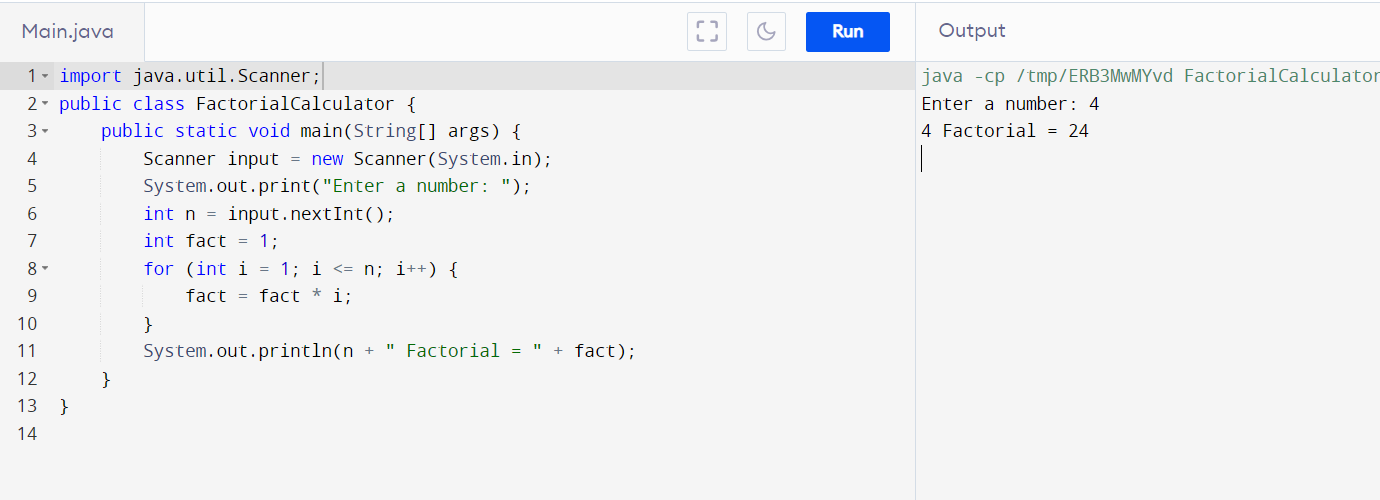 Main.java
Run
Output
1 import java.util.Scanner;
2 public class FactorialCalculator {
3     public static void main(String[] args) {
4         Scanner input = new Scanner(System.in);
5         System.out.print("Enter a number: ");
6         int n = input.nextInt();
7         int fact = 1;
8         for (int i = 1; i <= n; i++) {
9             fact = fact * i;
10         }
11         System.out.println(n + " Factorial = " + fact);
12     }
13 }
14
java -cp /tmp/ERB3MwMYvd FactorialCalculator
Enter a number: 4
4 Factorial = 24